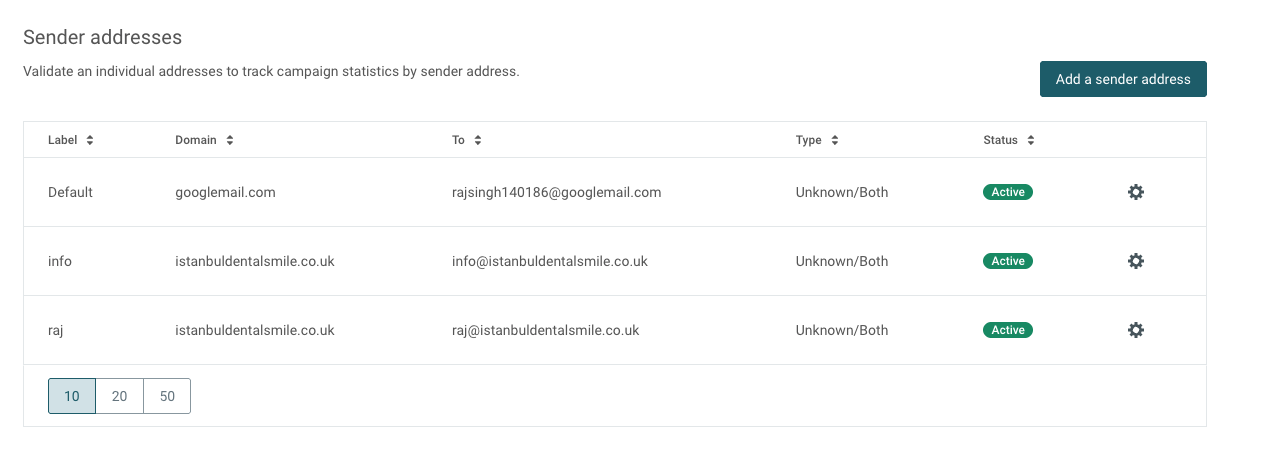 Sender addresses
Validate an individual addresses to track campaign statistics by sender address.
Add a sender address
Label Domain To Type Status
Default googlemail.com rajsingh140186@googlemail.com Unknown/Both Active
info istanbuldentalsmile.co.uk info@istanbuldentalsmile.co.uk Unknown/Both Active
raj istanbuldentalsmile.co.uk raj@istanbuldentalsmile.co.uk Unknown/Both Active
10 20 50